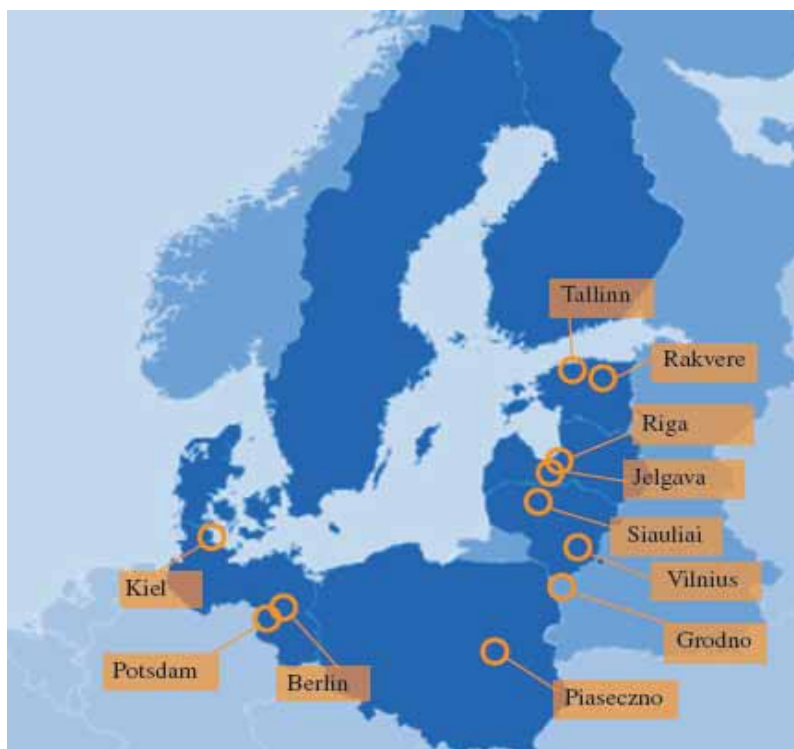 Tallinn
Rakvere
Riga
Jelgava
Siauliai
Kiel
Vilnius
Grodno
Potsdam
Berlin
Piaseczno